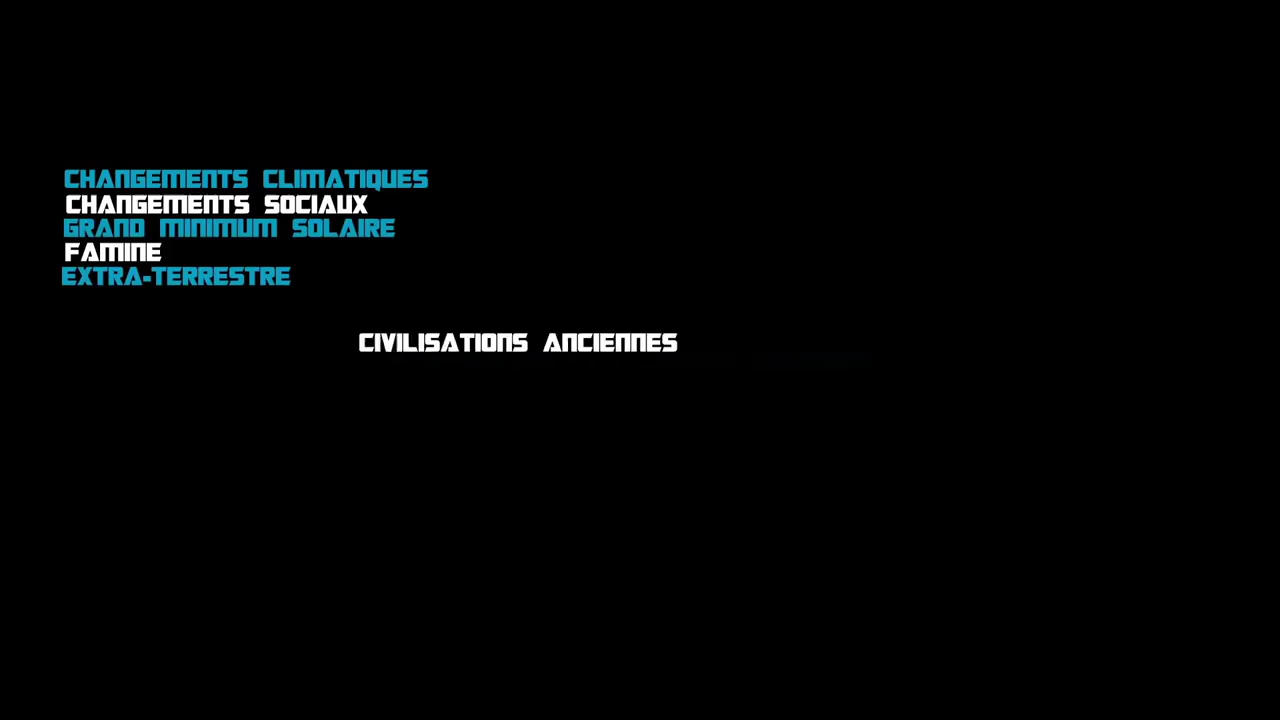 CHANGEMENTS CLIMATIQUES
CHANGEMENTS SOCIAUX
GRAND MINIMUM SOLAIRE
FAMINE
EXTRA-TERRESTRE
CIVILISATIONS ANCIENNES